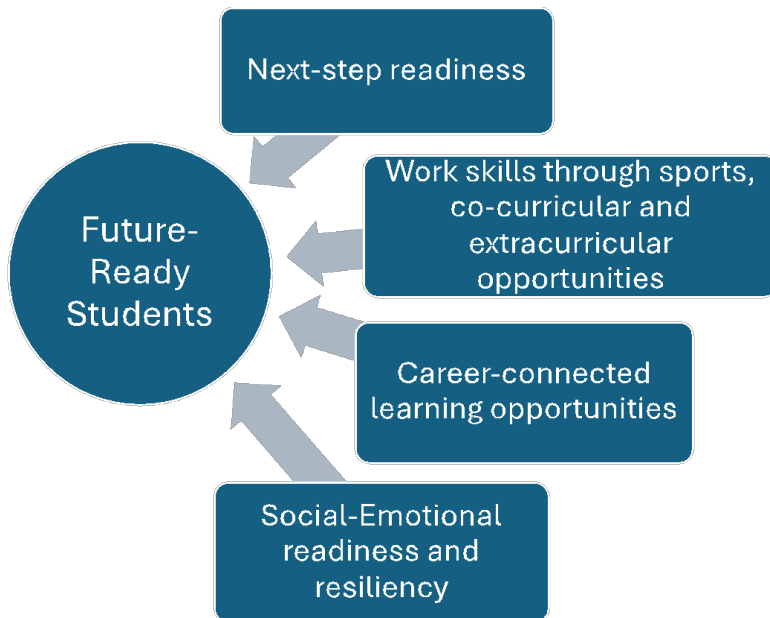 Next-step readiness
Future-
Ready
Students
Work skills through sports,
co-curricular and
extracurricular
opportunities
Career-connected
learning opportunities
Social-Emotional
readiness and
resiliency